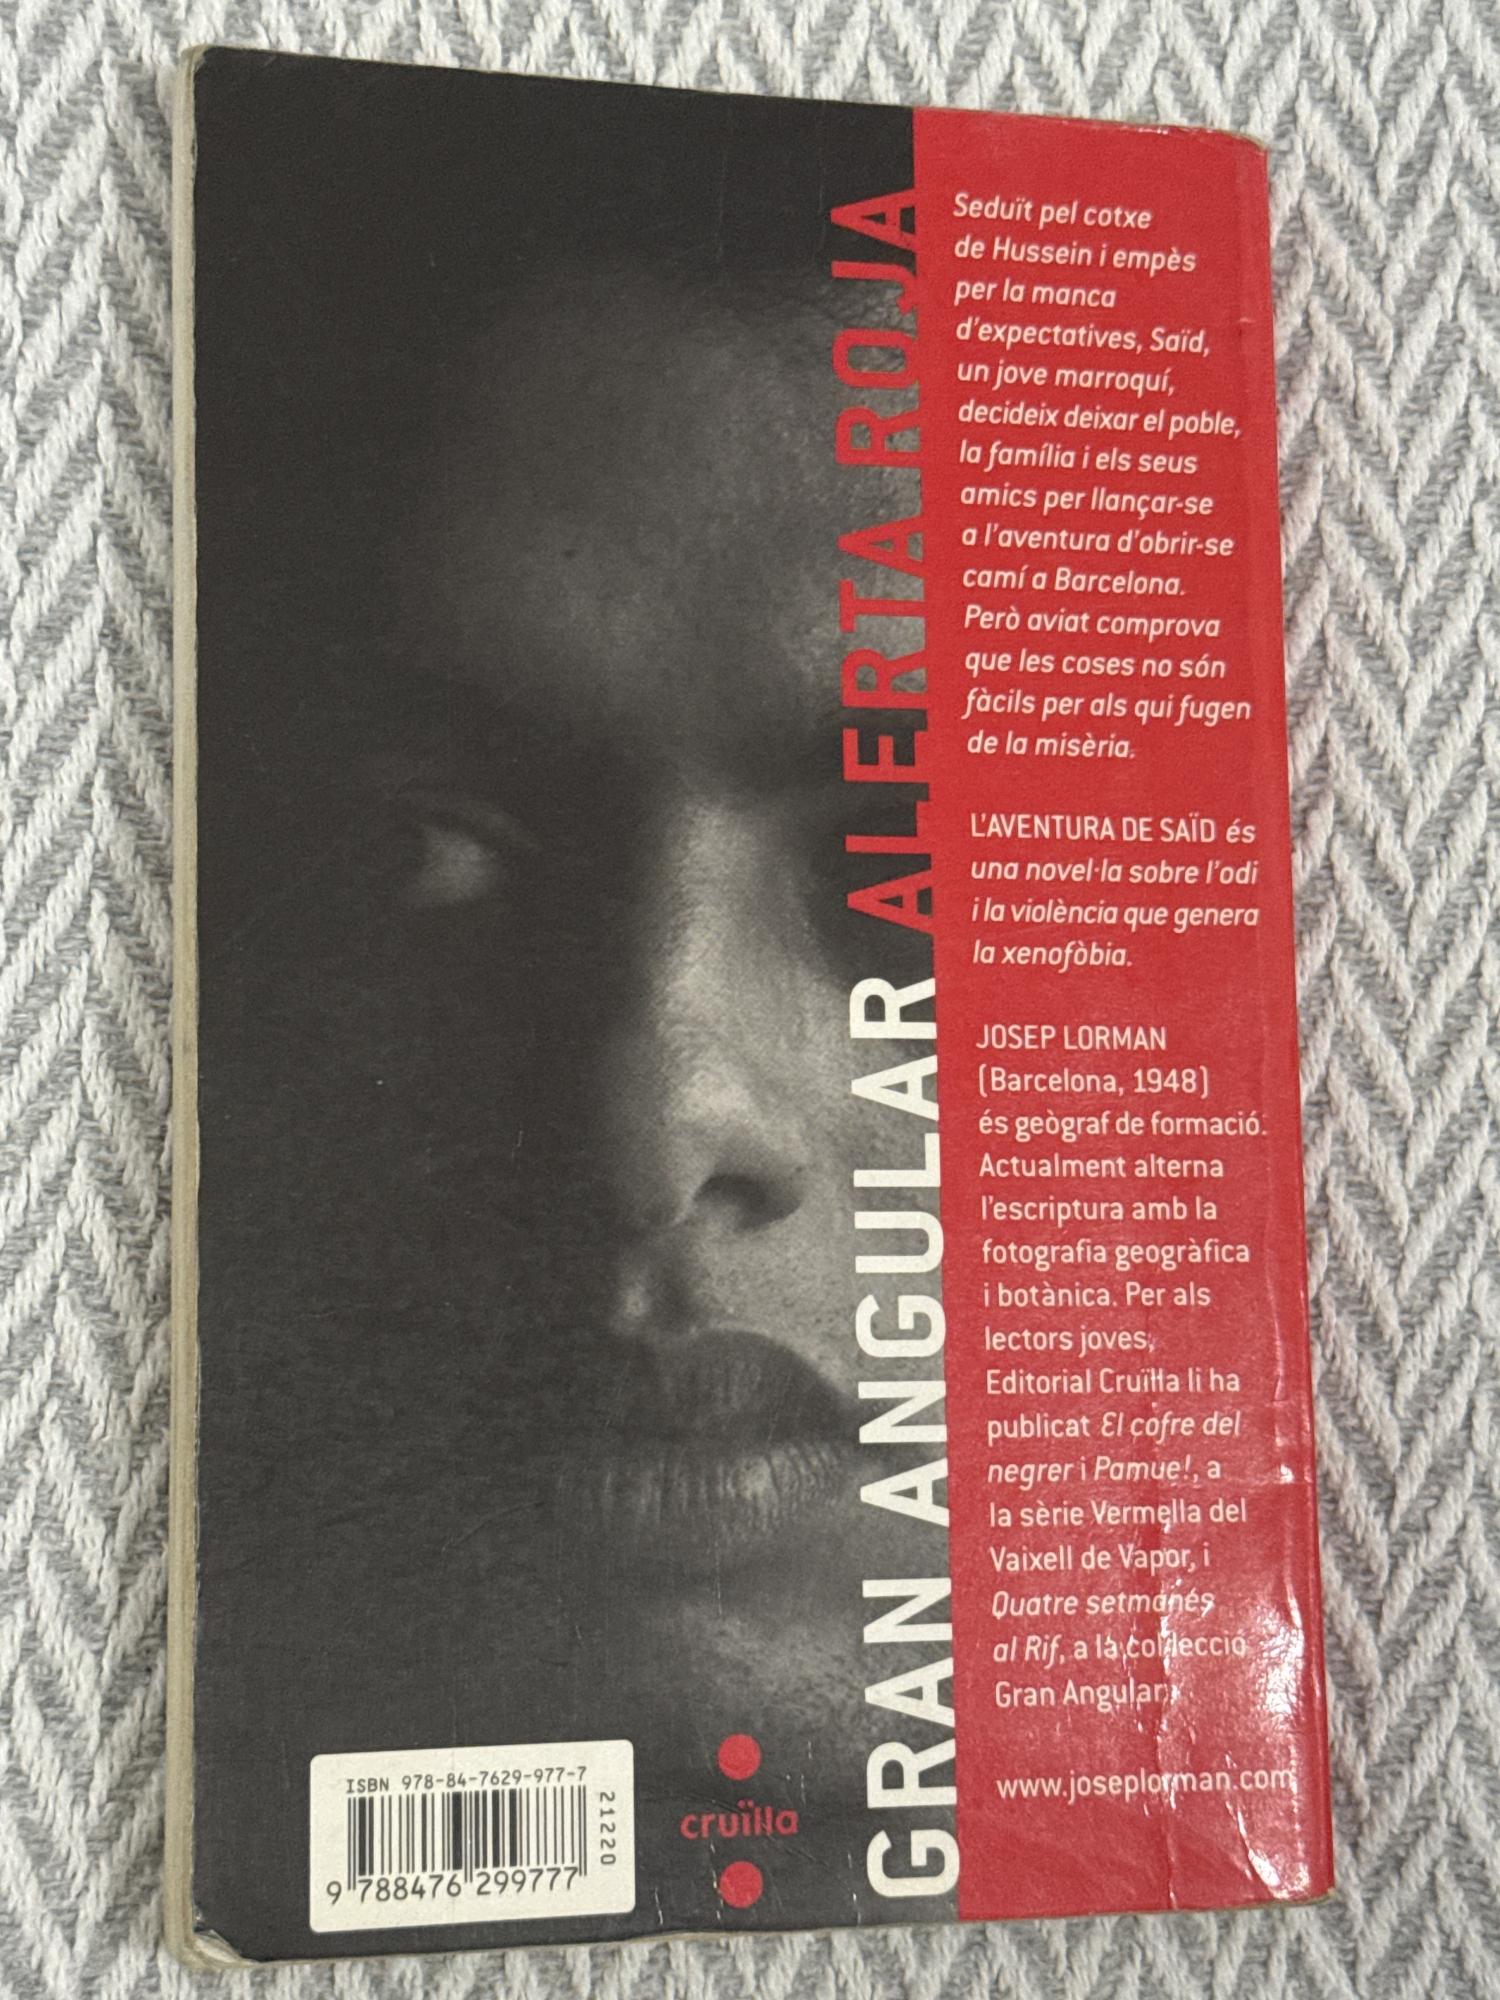 Seduït pel cotxe
de Hussein i empès
per la manca
d'expectatives, Saïd,
un jove marroquí,
decideix deixar el poble,
la família i els seus
amics per llançar-se
a l'aventura d'obrir-se
camí a Barcelona.
Però aviat comprova
que les coses no són
fàcils per als qui fugen
de la misèria.
L'AVENTURA DE SAÏD és
una novel·la sobre l'odi
i la violència que genera
la xenofòbia.
JOSEP LORMAN
(Barcelona, 1948)
és geògraf de formació.
Actualment alterna
l'escriptura amb la
fotografia geogràfica
i botànica. Per als
lectors joves,
Editorial Cruïlla li ha
publicat El cofre del
negrer i Pamue!, a
la sèrie Vermella del
Vaixell de Vapor, i
Quatre setmanes
al Rif, a la col·lecció
Gran Angular.
www.joseplorman.com
GRAN ANGULAR ALERTA ROJA
cruïlla
ISBN 978-84-7629-977-7
21220
9 788476 299777